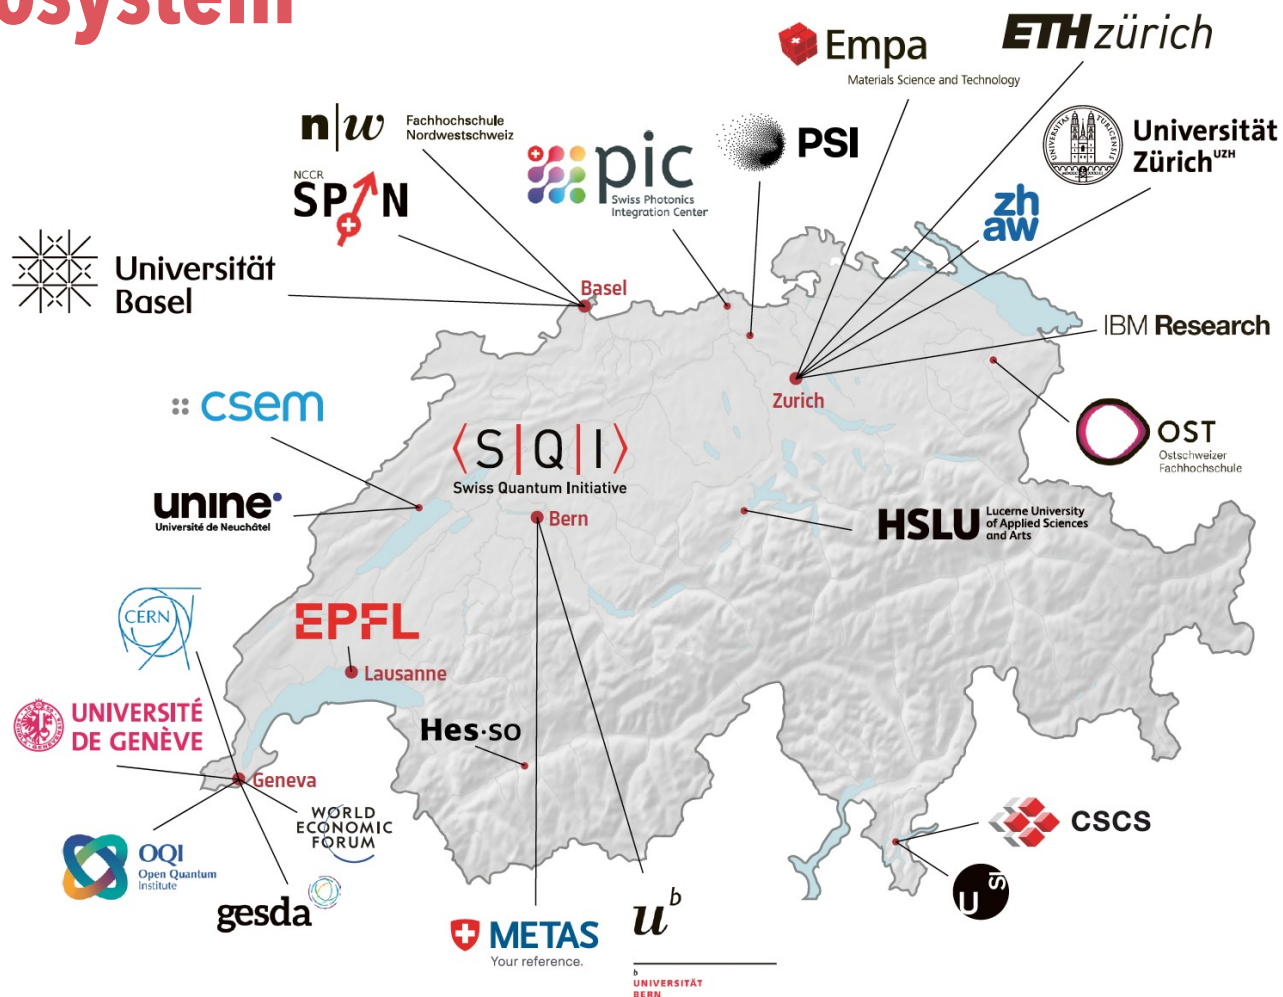 osystem
Empa
Materials Science and Technology
ETH zürich
n|w
Fachhochschule
Nordwestschweiz
NCCR
SPIN
pic
Swiss Photonics
Integration Center
PSI
UNIVERSITAS TURICENSIS
Universität
Zürich UZH
zh
aw
Universität
Basel
Basel
IBM Research
Zurich
csem
⟨S|Q|I⟩
Swiss Quantum Initiative
OST
Ostschweizer
Fachhochschule
unine
Université de Neuchâtel
Bern
HSLU
Lucerne University
of Applied Sciences
and Arts
CERN
EPFL
Lausanne
UNIVERSITÉ
DE GENÈVE
Hes·so
Geneva
WORLD
ECONOMIC
FORUM
OQI
Open Quantum
Institute
gesda
METAS
Your reference.
u b
b
UNIVERSITÄT
BERN
CSCS
U SI